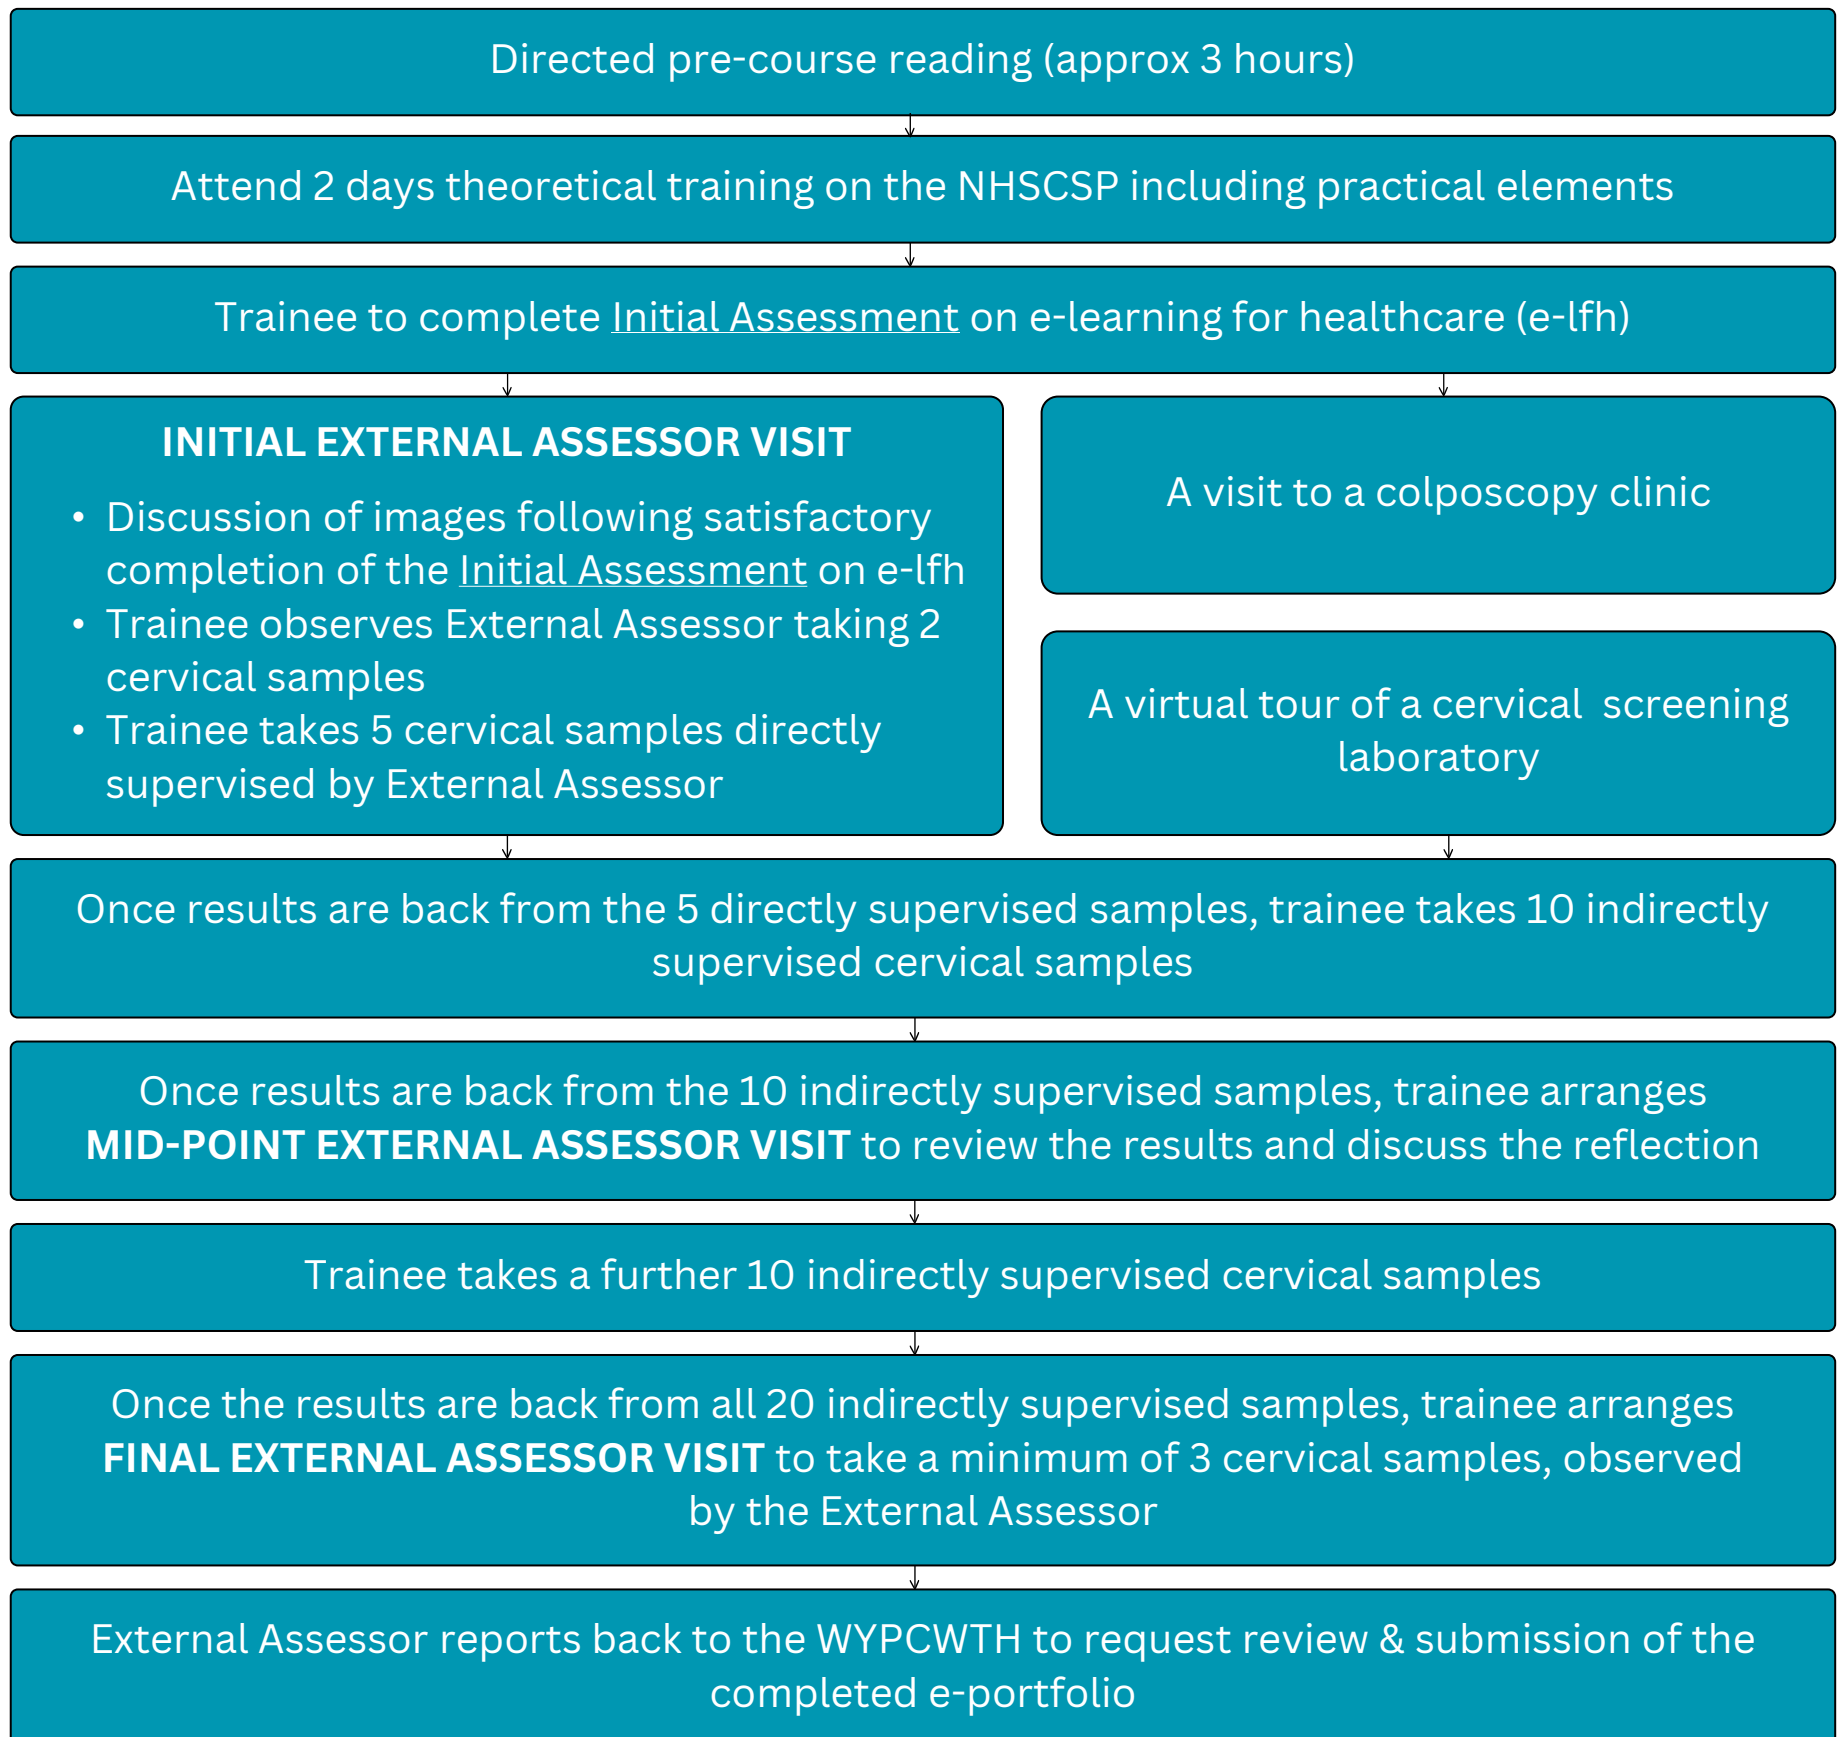 Directed pre-course reading (approx 3 hours)
Attend 2 days theoretical training on the NHSCSP including practical elements
Trainee to complete Initial Assessment on e-learning for healthcare (e-lfh)
INITIAL EXTERNAL ASSESSOR VISIT
• Discussion of images following satisfactory
completion of the Initial Assessment on e-lfh
• Trainee observes External Assessor taking 2
cervical samples
• Trainee takes 5 cervical samples directly
supervised by External Assessor
A visit to a colposcopy clinic
A virtual tour of a cervical screening
laboratory
Once results are back from the 5 directly supervised samples, trainee takes 10 indirectly
supervised cervical samples
Once results are back from the 10 indirectly supervised samples, trainee arranges
MID-POINT EXTERNAL ASSESSOR VISIT to review the results and discuss the reflection
Trainee takes a further 10 indirectly supervised cervical samples
Once the results are back from all 20 indirectly supervised samples, trainee arranges
FINAL EXTERNAL ASSESSOR VISIT to take a minimum of 3 cervical samples, observed
by the External Assessor
External Assessor reports back to the WYPCWTH to request review & submission of the
completed e-portfolio